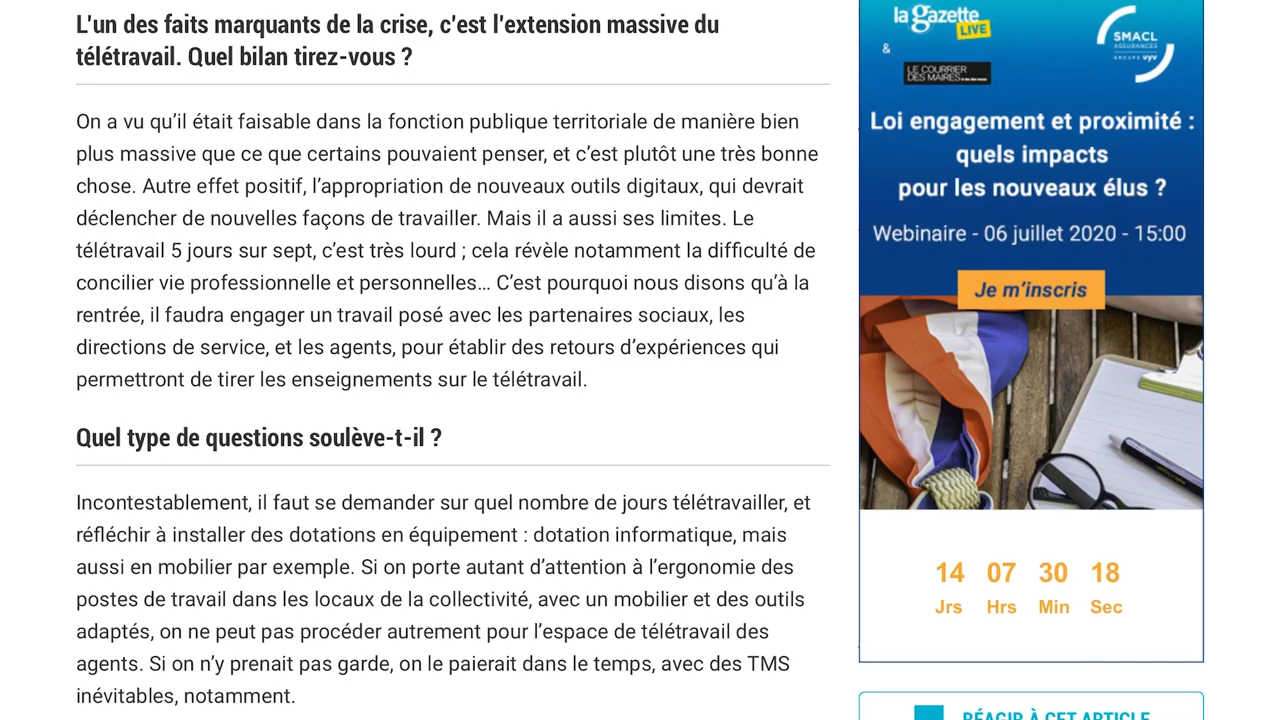 L'un des faits marquants de la crise, c'est l'extension massive du
télétravail. Quel bilan tirez-vous ?
On a vu qu’il était faisable dans la fonction publique territoriale de manière bien
plus massive que ce que certains pouvaient penser, et c’est plutôt une très bonne
chose. Autre effet positif, l’appropriation de nouveaux outils digitaux, qui devrait
déclencher de nouvelles façons de travailler. Mais il a aussi ses limites. Le
télétravail 5 jours sur sept, c’est très lourd ; cela révèle notamment la difficulté de
concilier vie professionnelle et personnelles… C’est pourquoi nous disons qu’à la
rentrée, il faudra engager un travail posé avec les partenaires sociaux, les
directions de service, et les agents, pour établir des retours d’expériences qui
permettront de tirer les enseignements sur le télétravail.
Quel type de questions soulève-t-il ?
Incontestablement, il faut se demander sur quel nombre de jours télétravailler, et
réfléchir à installer des dotations en équipement : dotation informatique, mais
aussi en mobilier par exemple. Si on porte autant d’attention à l’ergonomie des
postes de travail dans les locaux de la collectivité, avec un mobilier et des outils
adaptés, on ne peut pas procéder autrement pour l’espace de télétravail des
agents. Si on n’y prenait pas garde, on le paierait dans le temps, avec des TMS
inévitables, notamment.
la gazette
LIVE
&
LE COURRIER
DES MAIRES
SMACL
ASSURANCES
GROUPE vyv
Loi engagement et proximité :
quels impacts
pour les nouveaux élus ?
Webinaire - 06 juillet 2020 - 15:00
Je m’inscris
14 07 30 18
Jrs Hrs Min Sec
RÉAGIR À CET ARTICLE